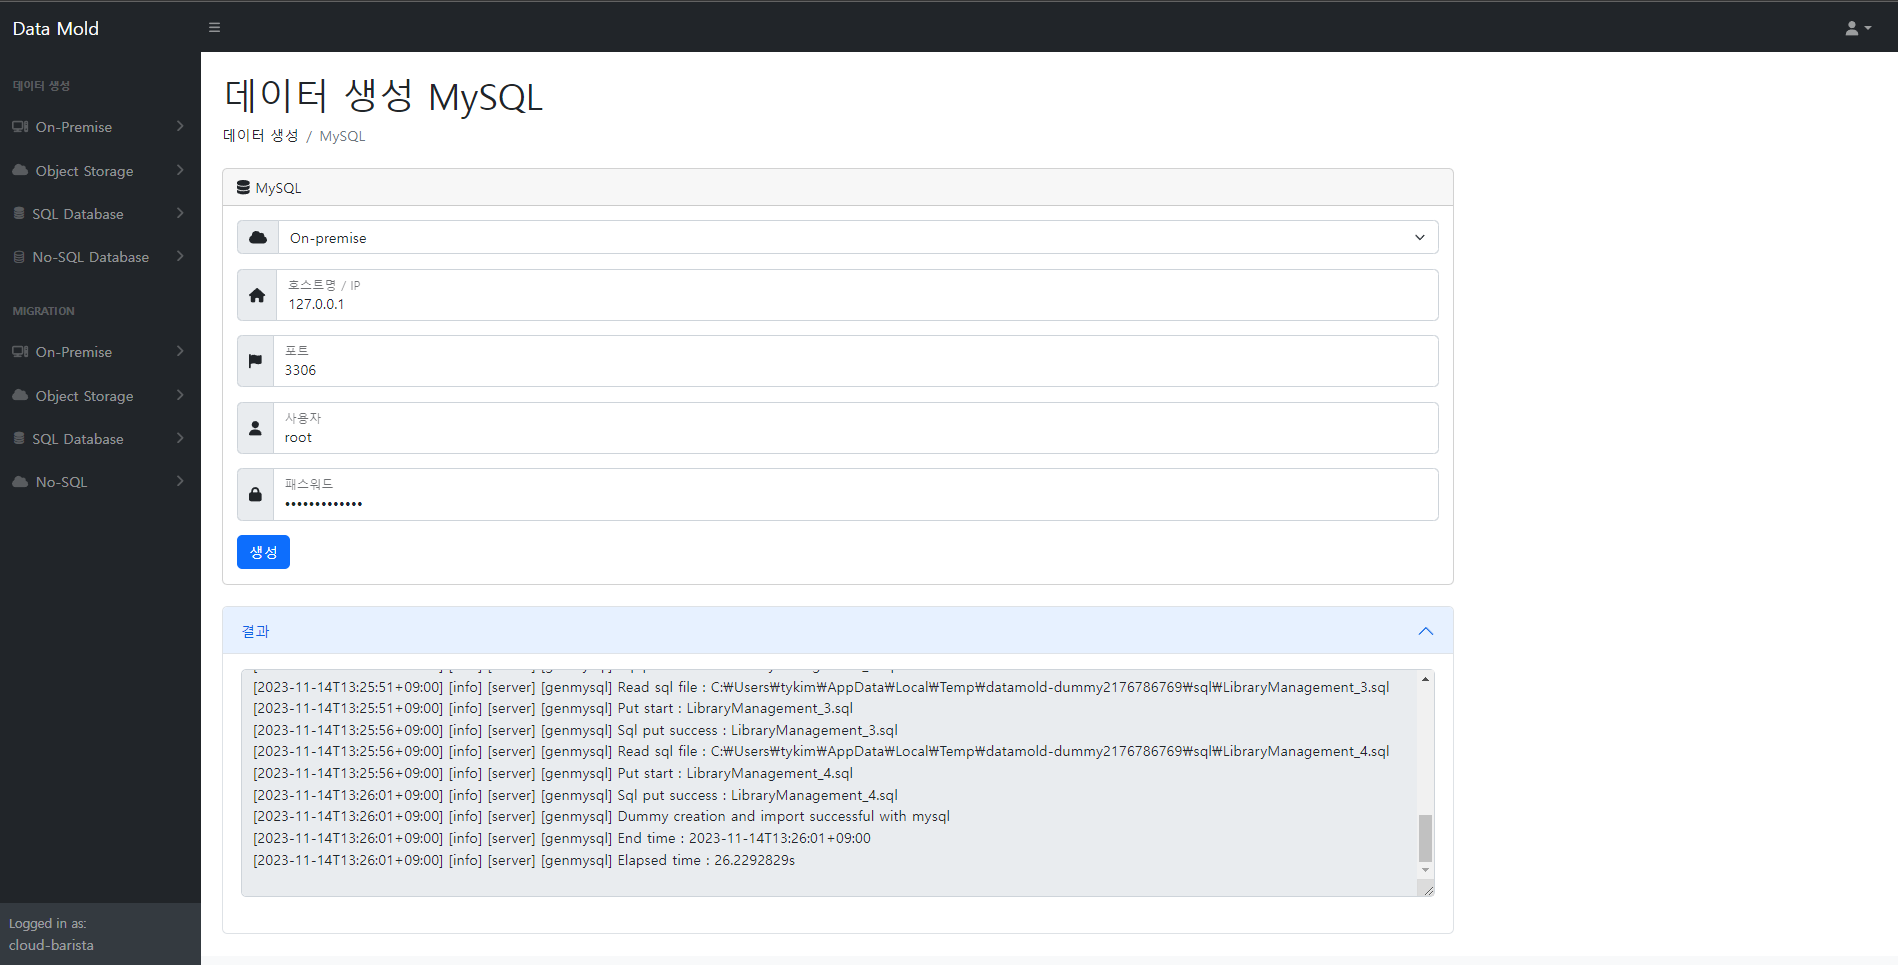 Data Mold
데이터 생성
On-Premise
Object Storage
SQL Database
No-SQL Database
MIGRATION
On-Premise
Object Storage
SQL Database
No-SQL
Logged in as:
cloud-barista
데이터 생성 MySQL
데이터 생성 / MySQL
MySQL
On-premise
호스트명 / IP
127.0.0.1
포트
3306
사용자
root
패스워드
•••••••••••••
생성
결과
[2023-11-14T13:25:51+09:00] [info] [server] [genmysql] Read sql file : C:₩Users₩tykim₩AppData₩Local₩Temp₩datamold-dummy2176786769₩sql₩LibraryManagement_3.sql
[2023-11-14T13:25:51+09:00] [info] [server] [genmysql] Put start : LibraryManagement_3.sql
[2023-11-14T13:25:56+09:00] [info] [server] [genmysql] Sql put success : LibraryManagement_3.sql
[2023-11-14T13:25:56+09:00] [info] [server] [genmysql] Read sql file : C:₩Users₩tykim₩AppData₩Local₩Temp₩datamold-dummy2176786769₩sql₩LibraryManagement_4.sql
[2023-11-14T13:25:56+09:00] [info] [server] [genmysql] Put start : LibraryManagement_4.sql
[2023-11-14T13:26:01+09:00] [info] [server] [genmysql] Sql put success : LibraryManagement_4.sql
[2023-11-14T13:26:01+09:00] [info] [server] [genmysql] Dummy creation and import successful with mysql
[2023-11-14T13:26:01+09:00] [info] [server] [genmysql] End time : 2023-11-14T13:26:01+09:00
[2023-11-14T13:26:01+09:00] [info] [server] [genmysql] Elapsed time : 26.2292829s